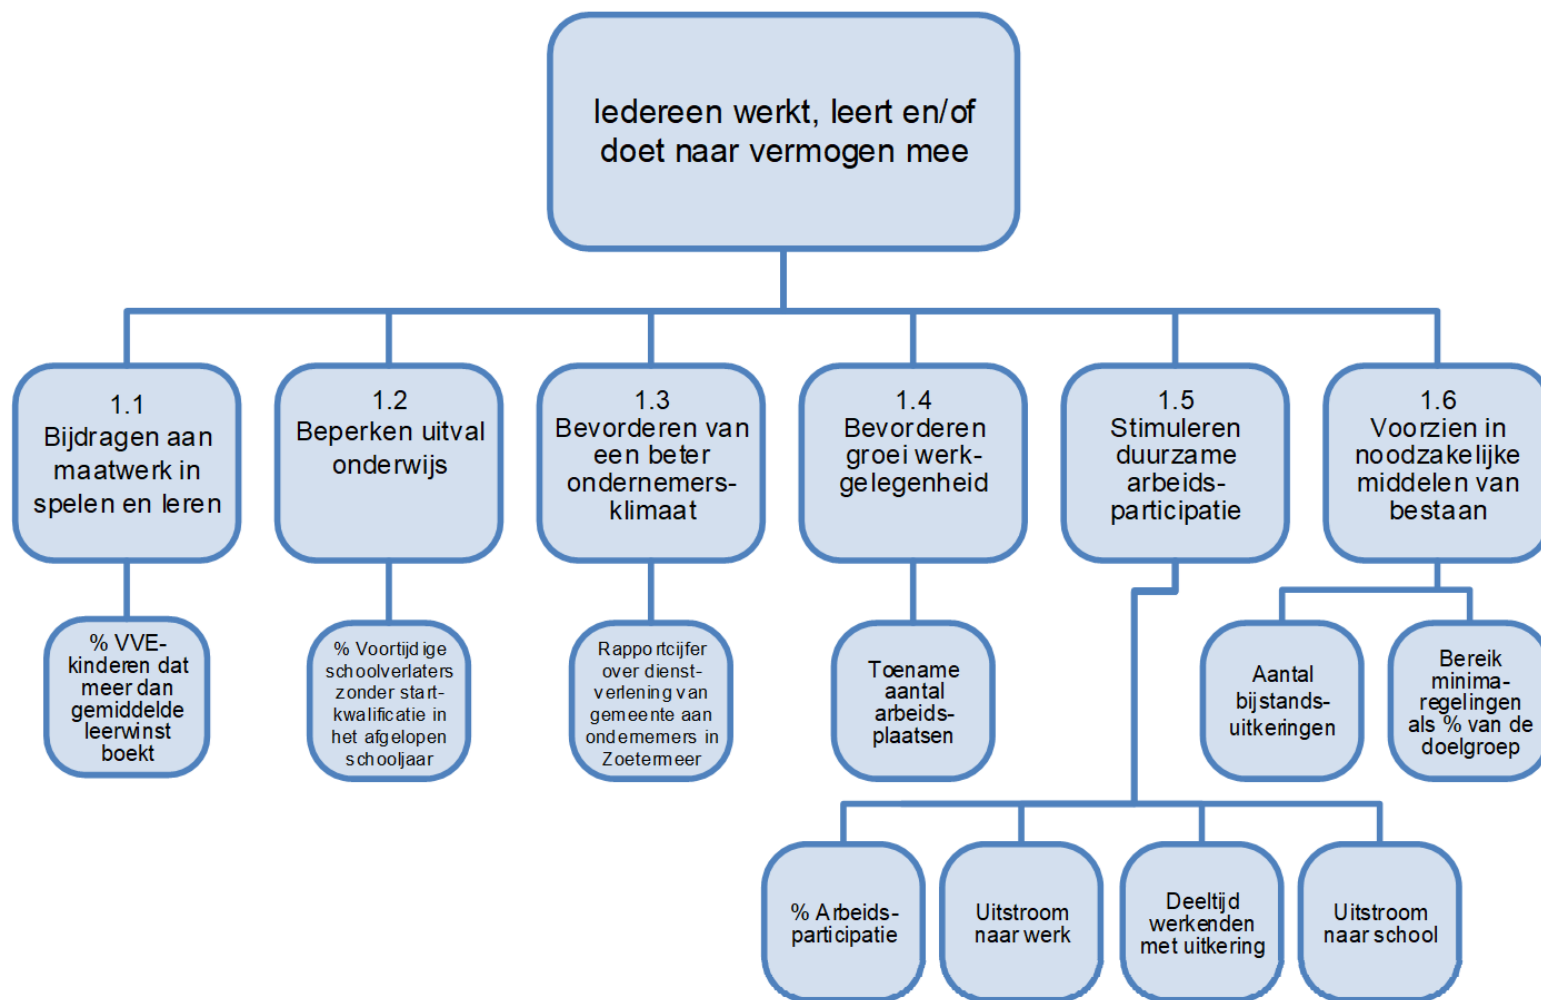 Iedereen werkt, leert en/of
doet naar vermogen mee
1.1
Bijdragen aan
maatwerk in
spelen en leren
1.2
Beperken uitval
onderwijs
1.3
Bevorderen van
een beter
ondernemers-
klimaat
1.4
Bevorderen
groei werk-
gelegenheid
1.5
Stimuleren
duurzame
arbeids-
participatie
1.6
Voorzien in
noodzakelijke
middelen van
bestaan
% VVE-
kinderen dat
meer dan
gemiddelde
leerwinst
boekt
% Voortijdige
schoolverlaters
zonder start-
kwalificatie in
het afgelopen
schooljaar
Rapportcijfer
over dienst-
verlening van
gemeente aan
ondernemers in
Zoetermeer
Toename
aantal
arbeids-
plaatsen
Aantal
bijstands-
uitkeringen
Bereik
minima-
regelingen
als % van de
doelgroep
% Arbeids-
participatie
Uitstroom
naar werk
Deeltijd
werkenden
met uitkering
Uitstroom
naar school